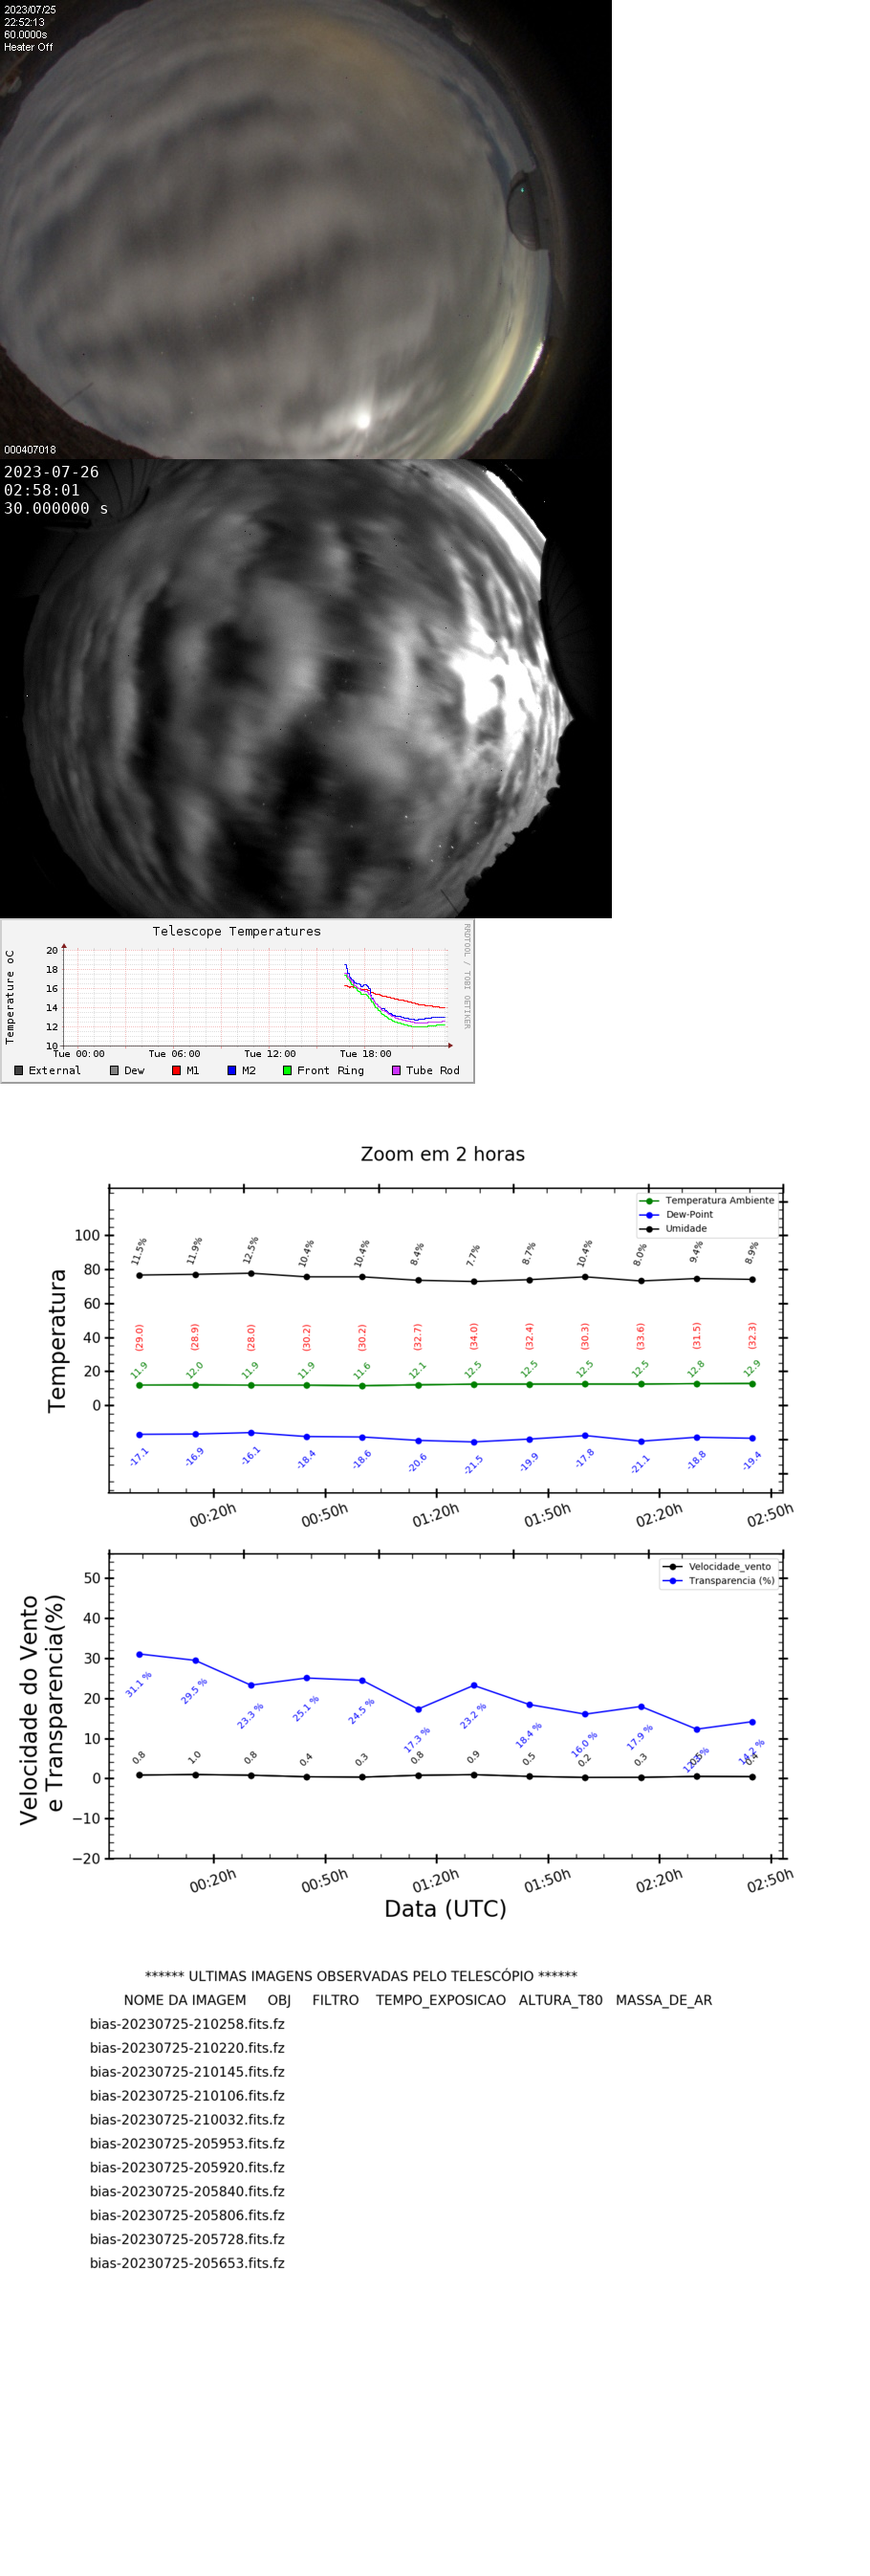 2023/07/25
22:52:13
60.0000s
Heater Off
000407018
2023-07-26
02:58:01
30.000000 s
Telescope Temperatures
RRDTOOL / TOBI OETIKER
Temperature oC
20
18
16
14
12
10
Tue 00:00 Tue 06:00 Tue 12:00 Tue 18:00
External Dew M1 M2 Front Ring Tube Rod
Zoom em 2 horas
Temperatura Ambiente
Dew-Point
Umidade
Temperatura
100
80
60
40
20
0
11.5% 11.9% 12.5% 10.4% 10.4% 8.4% 7.7% 8.7% 10.4% 8.0% 9.4% 8.9%
(29.0) (28.9) (28.0) (30.2) (30.2) (32.7) (34.0) (32.4) (30.3) (33.6) (31.5) (32.3)
11.9 12.0 11.9 11.9 11.6 12.1 12.5 12.5 12.5 12.5 12.8 12.9
-17.1 -16.9 -16.1 -18.4 -18.6 -20.6 -21.5 -19.9 -17.8 -21.1 -18.8 -19.4
00:20h 00:50h 01:20h 01:50h 02:20h 02:50h
Velocidade_vento
Transparencia (%)
Velocidade do Vento
e Transparencia(%)
50
40
30
20
10
0
−10
−20
31.1 % 29.5 % 23.3 % 25.1 % 24.5 % 17.3 % 23.2 % 18.4 % 16.0 % 17.9 % 14.2 %
0.8 1.0 0.8 0.4 0.3 0.8 0.9 0.5 0.2 0.3 0.5 0.4
00:20h 00:50h 01:20h 01:50h 02:20h 02:50h
Data (UTC)
****** ULTIMAS IMAGENS OBSERVADAS PELO TELESCÓPIO ******
NOME DA IMAGEM OBJ FILTRO TEMPO_EXPOSICAO ALTURA_T80 MASSA_DE_AR
bias-20230725-210258.fits.fz
bias-20230725-210220.fits.fz
bias-20230725-210145.fits.fz
bias-20230725-210106.fits.fz
bias-20230725-210032.fits.fz
bias-20230725-205953.fits.fz
bias-20230725-205920.fits.fz
bias-20230725-205840.fits.fz
bias-20230725-205806.fits.fz
bias-20230725-205728.fits.fz
bias-20230725-205653.fits.fz